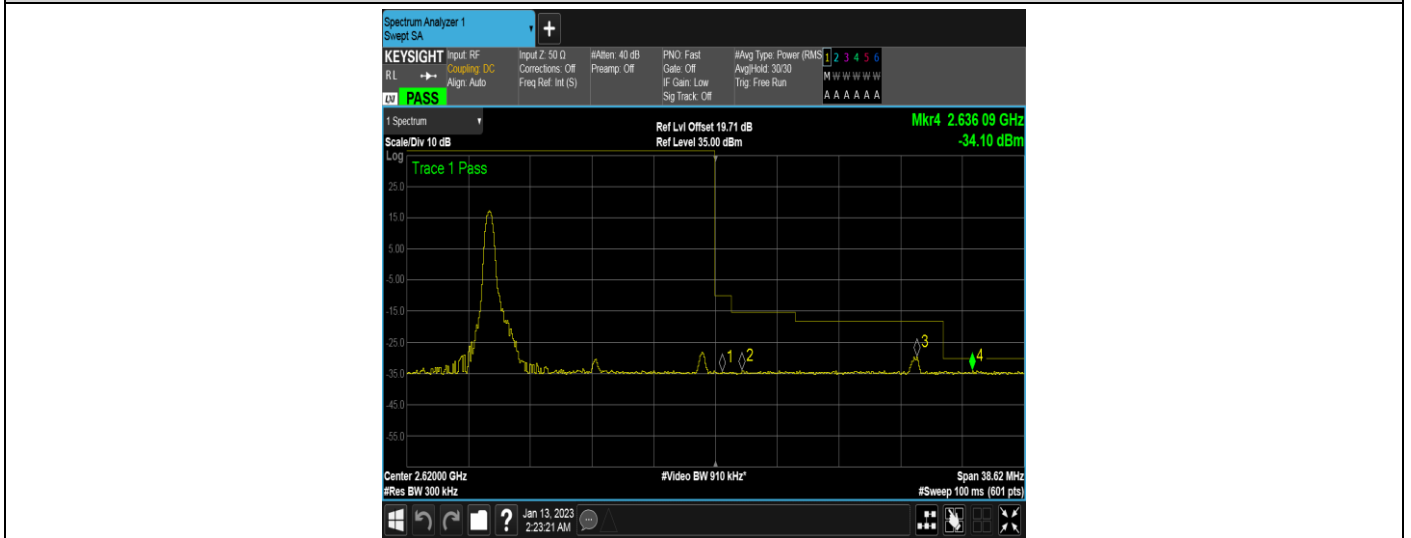 Spectrum Analyzer 1
Swept SA
+
KEYSIGHT
RL
LXI PASS
Input: RF
Coupling: DC
Align: Auto
Input Z: 50 Ω
Corrections: Off
Freq Ref: Int (S)
#Atten: 40 dB
Preamp: Off
PNO: Fast
Gate: Off
IF Gain: Low
Sig Track: Off
#Avg Type: Power (RMS
Avg|Hold: 30/30
Trig: Free Run
1 2 3 4 5 6
M W W W W W
A A A A A A
1 Spectrum
Scale/Div 10 dB
Ref Lvl Offset 19.71 dB
Ref Level 35.00 dBm
Mkr4 2.636 09 GHz
-34.10 dBm
Log
Trace 1 Pass
25.0
15.0
5.00
-5.00
-15.0
-25.0
-35.0
-45.0
-55.0
1
2
3
4
Center 2.62000 GHz
#Res BW 300 kHz
#Video BW 910 kHz*
Span 38.62 MHz
#Sweep 100 ms (601 pts)
?
Jan 13, 2023
2:23:21 AM